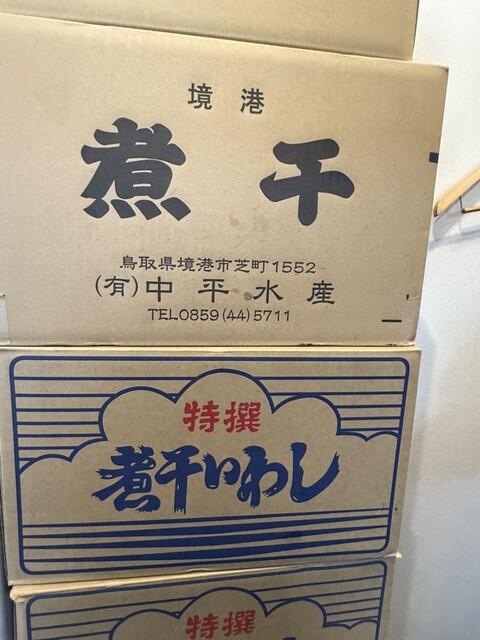 境港
煮干
鳥取県境港市芝町1552
(有)中平水産
TEL0859(44)5711
特撰
煮干いわし
特撰